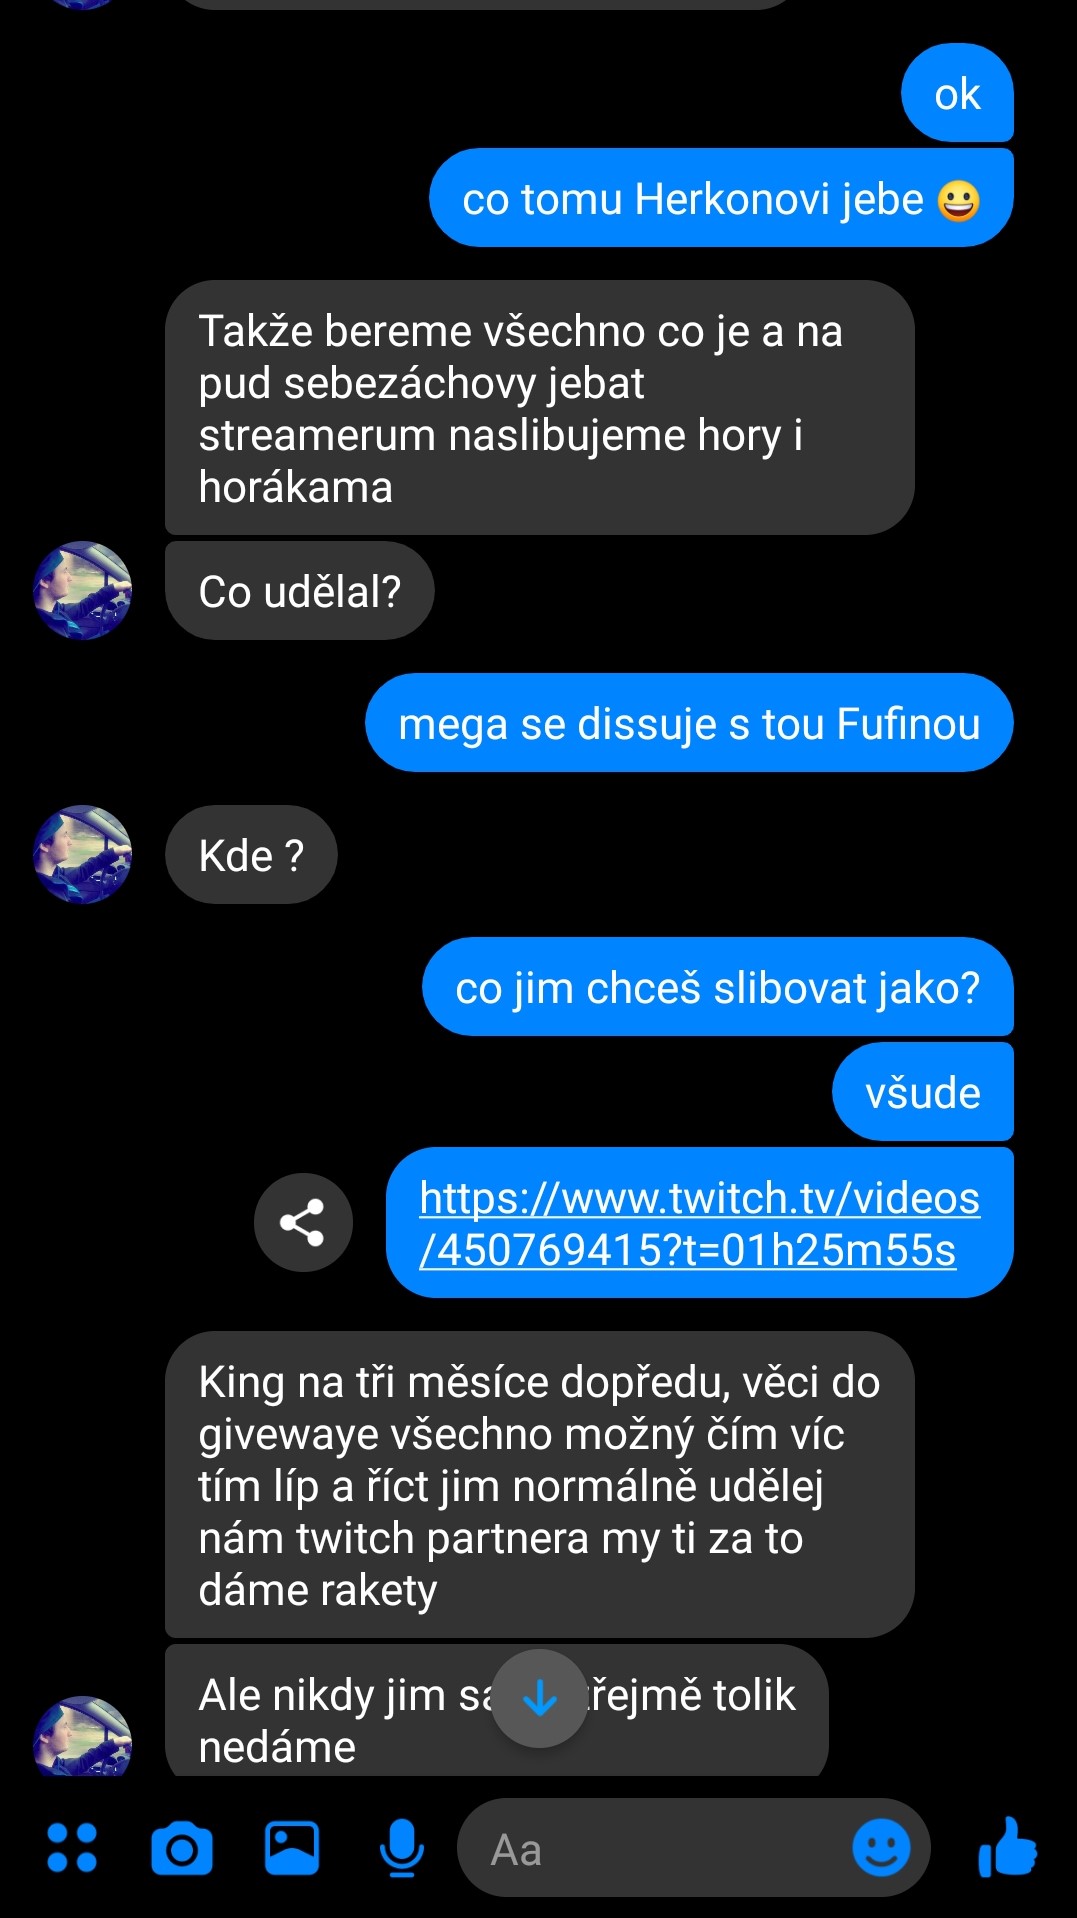 ok
co tomu Herkonovi jebe 😀
Takže bereme všechno co je a na
pud sebezáchovy jebat
streamerum naslibujeme hory i
horákama
Co udělal?
mega se dissuje s tou Fufinou
Kde ?
co jim chceš slibovat jako?
všude
https://www.twitch.tv/videos
/450769415?t=01h25m55s
King na tři měsíce dopředu, věci do
givewaye všechno možný čím víc
tím líp a říct jim normálně udělej
nám twitch partnera my ti za to
dáme rakety
Ale nikdy jim tolik
nedáme
Aa